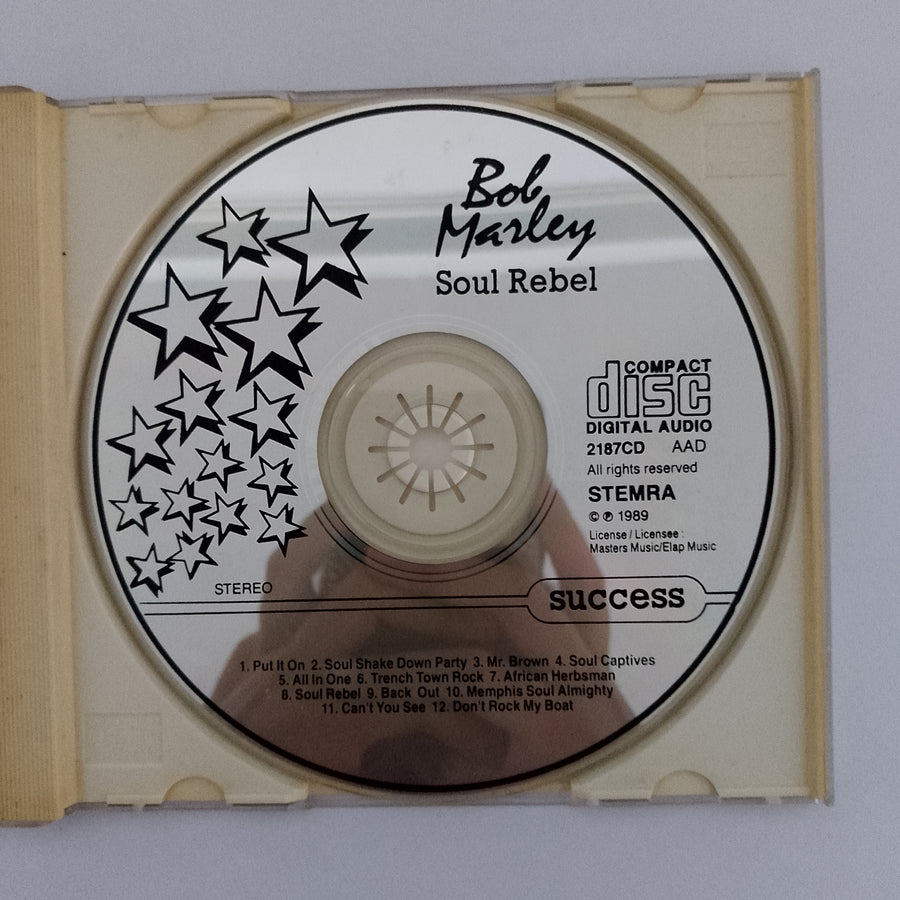 Bob
Marley
Soul Rebel
COMPACT
disc
DIGITAL AUDIO
2187CD AAD
All rights reserved
STEMRA
© ℗ 1989
License / Licensee :
Masters Music/Elap Music
STEREO
success
1. Put It On 2. Soul Shake Down Party 3. Mr. Brown 4. Soul Captives
5. All In One 6. Trench Town Rock 7. African Herbsman
8. Soul Rebel 9. Back Out 10. Memphis Soul Almighty
11. Can't You See 12. Don't Rock My Boat